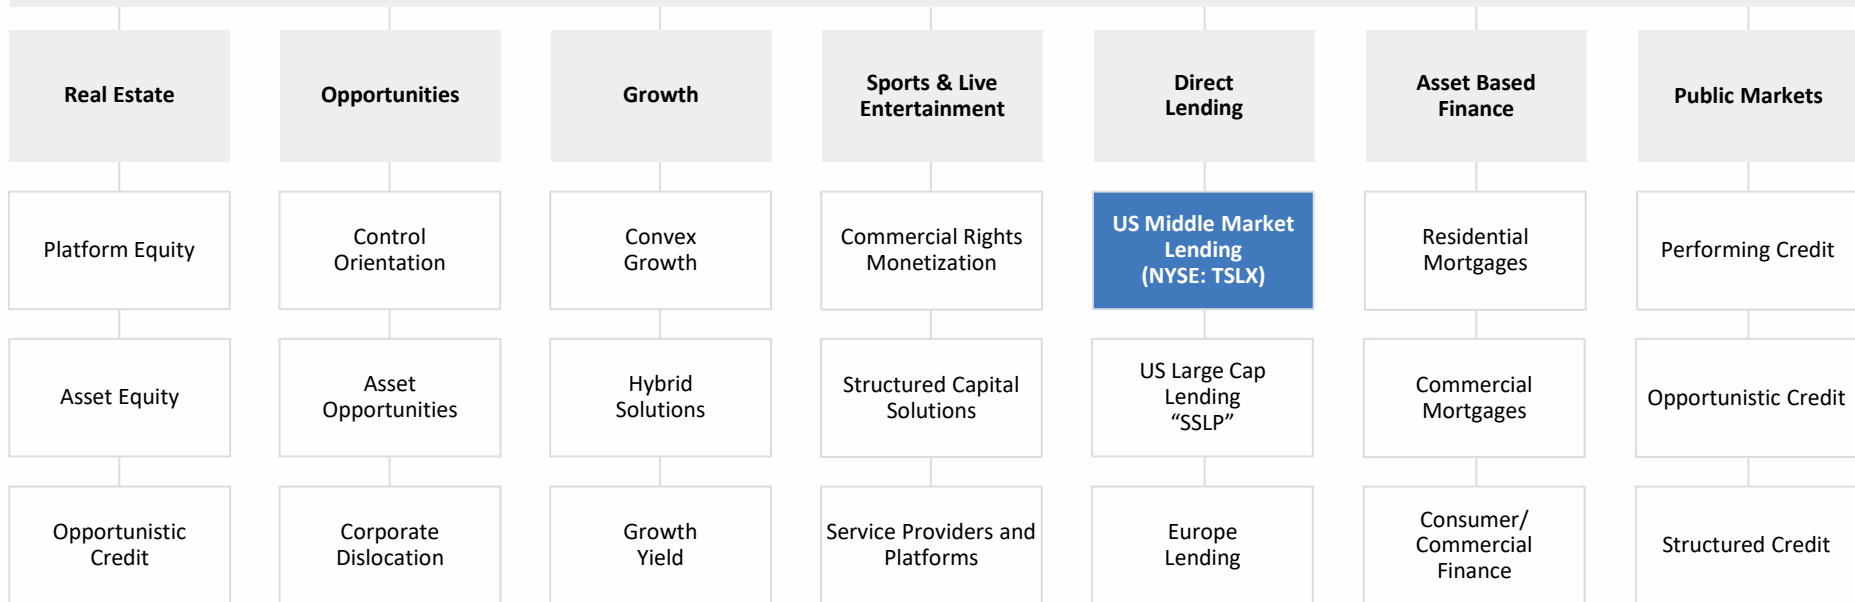 Real Estate
Opportunities
Growth
Sports & Live
Entertainment
Direct
Lending
Asset Based
Finance
Public Markets
Platform Equity
Control
Orientation
Convex
Growth
Commercial Rights
Monetization
US Middle Market
Lending
(NYSE: TSLX)
Residential
Mortgages
Performing Credit
Asset Equity
Asset
Opportunities
Hybrid
Solutions
Structured Capital
Solutions
US Large Cap
Lending
“SSLP”
Commercial
Mortgages
Opportunistic Credit
Opportunistic
Credit
Corporate
Dislocation
Growth
Yield
Service Providers and
Platforms
Europe
Lending
Consumer/
Commercial
Finance
Structured Credit